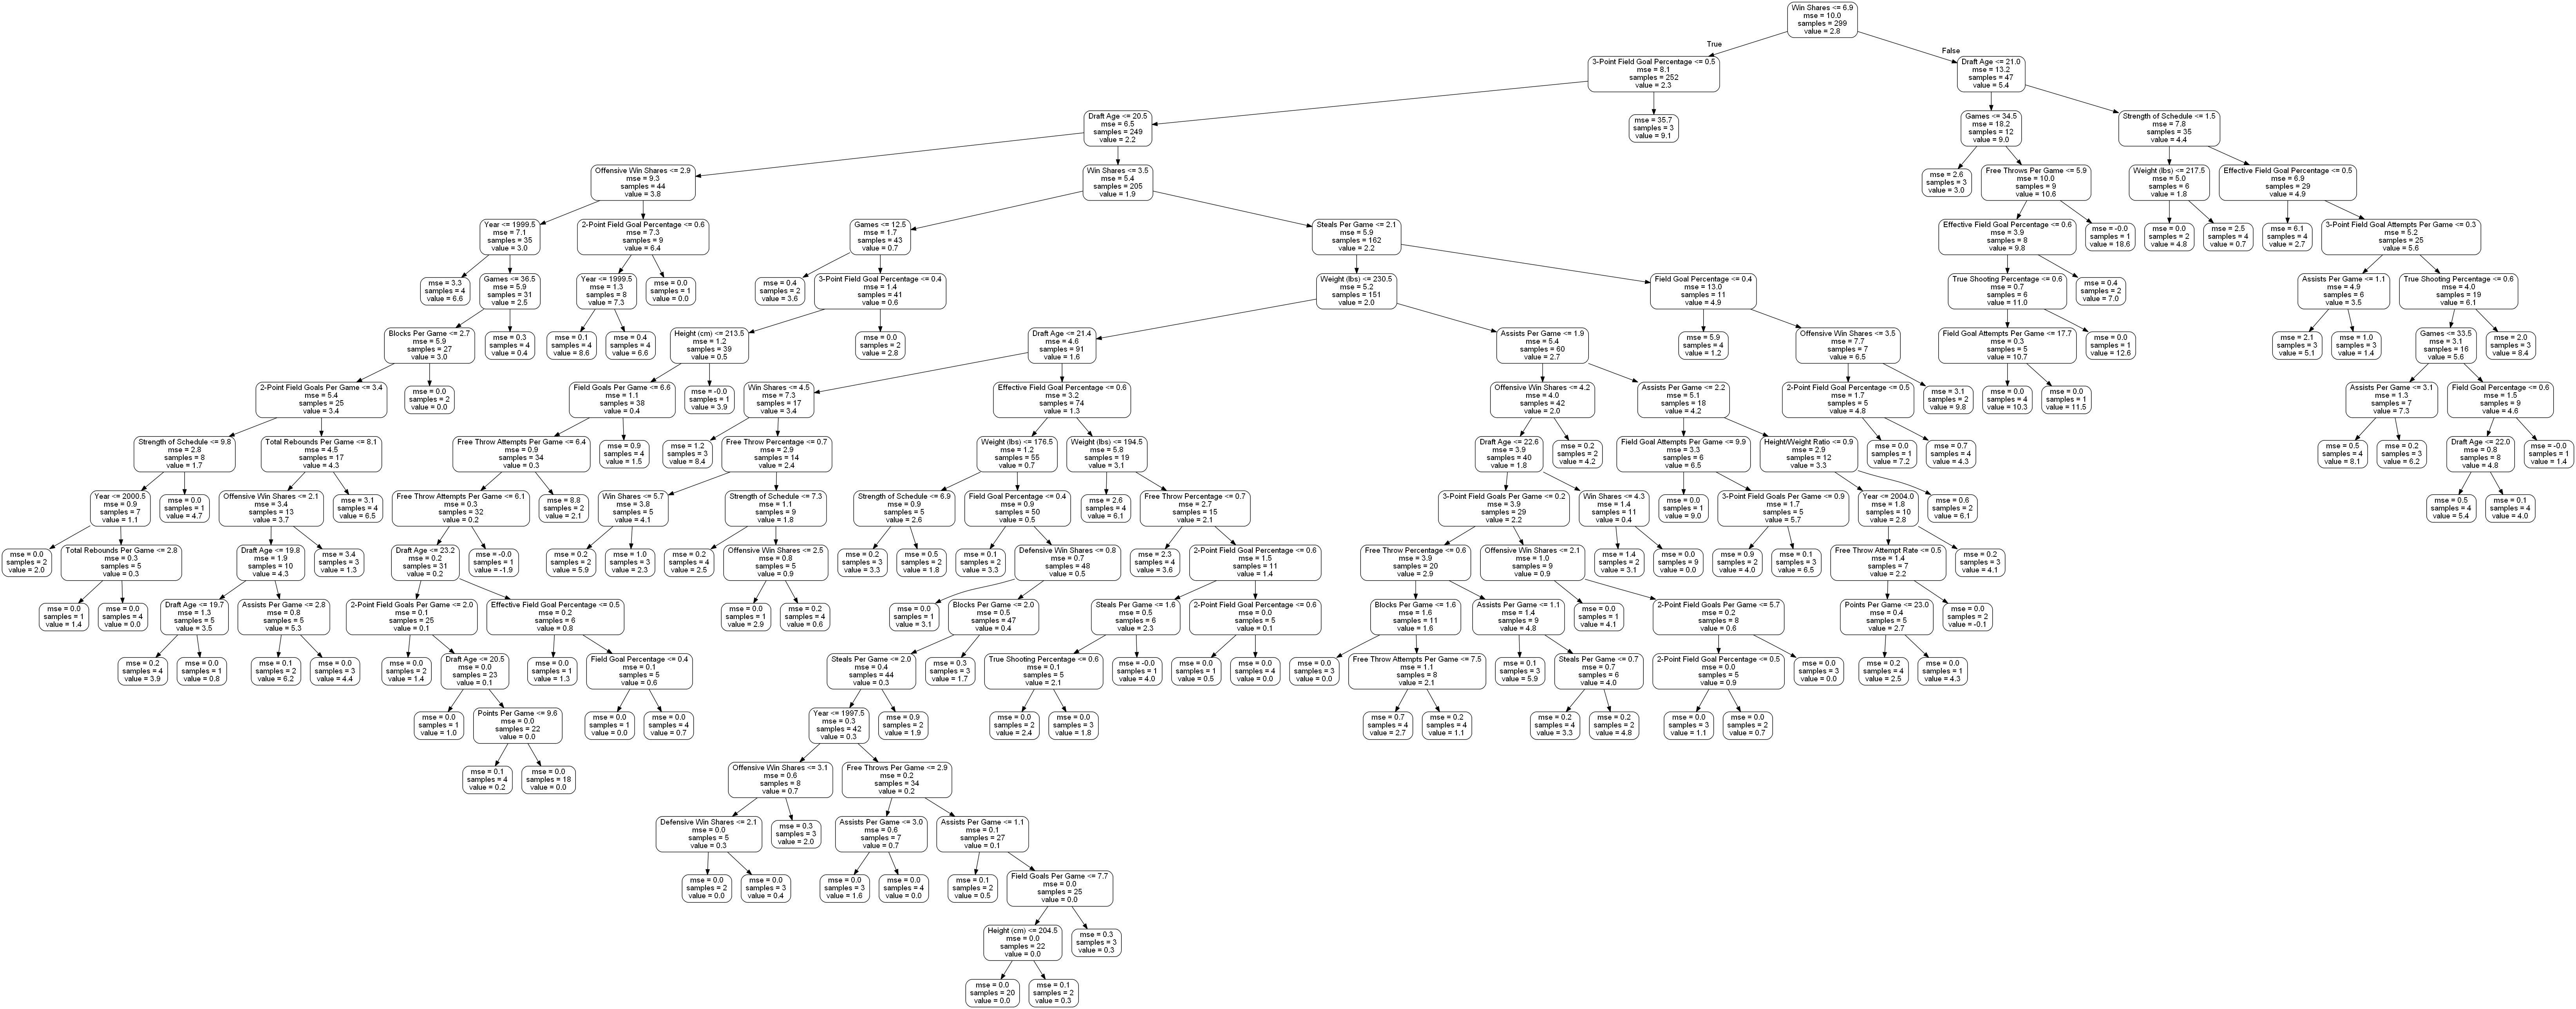 Win Shares <= 6.9
mse = 10.0
samples = 299
value = 2.8
True
False
3-Point Field Goal Percentage <= 0.5
mse = 8.1
samples = 252
value = 2.3
Draft Age <= 21.0
mse = 13.2
samples = 47
value = 5.4
Draft Age <= 20.5
mse = 6.5
samples = 249
value = 2.2
mse = 35.7
samples = 3
value = 9.1
Games <= 34.5
mse = 18.2
samples = 12
value = 9.0
Strength of Schedule <= 1.5
mse = 7.8
samples = 35
value = 4.4
Offensive Win Shares <= 2.9
mse = 9.3
samples = 44
value = 3.8
Win Shares <= 3.5
mse = 5.4
samples = 205
value = 1.9
mse = 2.6
samples = 3
value = 3.0
Free Throws Per Game <= 5.9
mse = 10.0
samples = 9
value = 10.6
Weight (lbs) <= 217.5
mse = 5.0
samples = 6
value = 1.8
Effective Field Goal Percentage <= 0.5
mse = 6.9
samples = 29
value = 4.9
Year <= 1999.5
mse = 7.1
samples = 35
value = 3.0
2-Point Field Goal Percentage <= 0.6
mse = 7.3
samples = 9
value = 6.4
Games <= 12.5
mse = 1.7
samples = 43
value = 0.7
Steals Per Game <= 2.1
mse = 5.9
samples = 162
value = 2.2
Effective Field Goal Percentage <= 0.6
mse = 3.9
samples = 8
value = 9.8
mse = -0.0
samples = 1
value = 18.6
mse = 0.0
samples = 2
value = 4.8
mse = 2.5
samples = 4
value = 0.7
mse = 6.1
samples = 4
value = 2.7
3-Point Field Goal Attempts Per Game <= 0.3
mse = 5.2
samples = 25
value = 5.6
mse = 3.3
samples = 4
value = 6.6
Games <= 36.5
mse = 5.9
samples = 31
value = 2.5
Year <= 1999.5
mse = 1.3
samples = 8
value = 7.3
mse = 0.0
samples = 1
value = 0.0
mse = 0.4
samples = 2
value = 3.6
3-Point Field Goal Percentage <= 0.4
mse = 1.4
samples = 41
value = 0.6
Weight (lbs) <= 230.5
mse = 5.2
samples = 151
value = 2.0
Field Goal Percentage <= 0.4
mse = 13.0
samples = 11
value = 4.9
True Shooting Percentage <= 0.6
mse = 0.7
samples = 6
value = 11.0
mse = 0.4
samples = 2
value = 7.0
Assists Per Game <= 1.1
mse = 4.9
samples = 6
value = 3.5
True Shooting Percentage <= 0.6
mse = 4.0
samples = 19
value = 6.1
Blocks Per Game <= 2.7
mse = 5.9
samples = 27
value = 3.0
mse = 0.3
samples = 4
value = 0.4
mse = 0.1
samples = 4
value = 8.6
mse = 0.4
samples = 4
value = 6.6
Height (cm) <= 213.5
mse = 1.2
samples = 39
value = 0.5
mse = 0.0
samples = 2
value = 2.8
Draft Age <= 21.4
mse = 4.6
samples = 91
value = 1.6
Assists Per Game <= 1.9
mse = 5.4
samples = 60
value = 2.7
mse = 5.9
samples = 4
value = 1.2
Offensive Win Shares <= 3.5
mse = 7.7
samples = 7
value = 6.5
Field Goal Attempts Per Game <= 17.7
mse = 0.3
samples = 5
value = 10.7
mse = 0.0
samples = 1
value = 12.6
mse = 2.1
samples = 3
value = 5.1
mse = 1.0
samples = 3
value = 1.4
Games <= 33.5
mse = 3.1
samples = 16
value = 5.6
mse = 2.0
samples = 3
value = 8.4
2-Point Field Goals Per Game <= 3.4
mse = 5.4
samples = 25
value = 3.4
mse = 0.0
samples = 2
value = 0.0
Field Goals Per Game <= 6.6
mse = 1.1
samples = 38
value = 0.4
mse = -0.0
samples = 1
value = 3.9
Win Shares <= 4.5
mse = 7.3
samples = 17
value = 3.4
Effective Field Goal Percentage <= 0.6
mse = 3.2
samples = 74
value = 1.3
Offensive Win Shares <= 4.2
mse = 4.0
samples = 42
value = 2.0
Assists Per Game <= 2.2
mse = 5.1
samples = 18
value = 4.2
2-Point Field Goal Percentage <= 0.5
mse = 1.7
samples = 5
value = 4.8
mse = 3.1
samples = 2
value = 9.8
mse = 0.0
samples = 4
value = 10.3
mse = 0.0
samples = 1
value = 11.5
Assists Per Game <= 3.1
mse = 1.3
samples = 7
value = 7.3
Field Goal Percentage <= 0.6
mse = 1.5
samples = 9
value = 4.6
Strength of Schedule <= 9.8
mse = 2.8
samples = 8
value = 1.7
Total Rebounds Per Game <= 8.1
mse = 4.5
samples = 17
value = 4.3
Free Throw Attempts Per Game <= 6.4
mse = 0.9
samples = 34
value = 0.3
mse = 0.9
samples = 4
value = 1.5
mse = 1.2
samples = 3
value = 8.4
Free Throw Percentage <= 0.7
mse = 2.9
samples = 14
value = 2.4
Weight (lbs) <= 176.5
mse = 1.2
samples = 55
value = 0.7
Weight (lbs) <= 194.5
mse = 5.8
samples = 19
value = 3.1
Draft Age <= 22.6
mse = 3.9
samples = 40
value = 1.8
mse = 0.2
samples = 2
value = 4.2
Field Goal Attempts Per Game <= 9.9
mse = 3.3
samples = 6
value = 6.5
Height/Weight Ratio <= 0.9
mse = 2.9
samples = 12
value = 3.3
mse = 0.0
samples = 1
value = 7.2
mse = 0.7
samples = 4
value = 4.3
mse = 0.5
samples = 4
value = 8.1
mse = 0.2
samples = 3
value = 6.2
Draft Age <= 22.0
mse = 0.8
samples = 8
value = 4.8
mse = -0.0
samples = 1
value = 1.4
Year <= 2000.5
mse = 0.9
samples = 7
value = 1.1
mse = 0.0
samples = 1
value = 4.7
Offensive Win Shares <= 2.1
mse = 3.4
samples = 13
value = 3.7
mse = 3.1
samples = 4
value = 6.5
Free Throw Attempts Per Game <= 6.1
mse = 0.3
samples = 32
value = 0.2
mse = 8.8
samples = 2
value = 2.1
Win Shares <= 5.7
mse = 3.8
samples = 5
value = 4.1
Strength of Schedule <= 7.3
mse = 1.1
samples = 9
value = 1.8
Strength of Schedule <= 6.9
mse = 0.9
samples = 5
value = 2.6
Field Goal Percentage <= 0.4
mse = 0.9
samples = 50
value = 0.5
mse = 2.6
samples = 4
value = 6.1
Free Throw Percentage <= 0.7
mse = 2.7
samples = 15
value = 2.1
3-Point Field Goals Per Game <= 0.2
mse = 3.9
samples = 29
value = 2.2
Win Shares <= 4.3
mse = 1.4
samples = 11
value = 0.4
mse = 0.0
samples = 1
value = 9.0
3-Point Field Goals Per Game <= 0.9
mse = 1.7
samples = 5
value = 5.7
Year <= 2004.0
mse = 1.8
samples = 10
value = 2.8
mse = 0.6
samples = 2
value = 6.1
mse = 0.5
samples = 4
value = 5.4
mse = 0.1
samples = 4
value = 4.0
mse = 0.0
samples = 2
value = 2.0
Total Rebounds Per Game <= 2.8
mse = 0.3
samples = 5
value = 0.3
Draft Age <= 19.8
mse = 1.9
samples = 10
value = 4.3
mse = 3.4
samples = 3
value = 1.3
Draft Age <= 23.2
mse = 0.2
samples = 31
value = 0.2
mse = -0.0
samples = 1
value = -1.9
mse = 0.2
samples = 2
value = 5.9
mse = 1.0
samples = 3
value = 2.3
mse = 0.2
samples = 4
value = 2.5
Offensive Win Shares <= 2.5
mse = 0.8
samples = 5
value = 0.9
mse = 0.2
samples = 3
value = 3.3
mse = 0.5
samples = 2
value = 1.8
mse = 0.1
samples = 2
value = 3.3
Defensive Win Shares <= 0.8
mse = 0.7
samples = 48
value = 0.5
mse = 2.3
samples = 4
value = 3.6
2-Point Field Goal Percentage <= 0.6
mse = 1.5
samples = 11
value = 1.4
Free Throw Percentage <= 0.6
mse = 3.9
samples = 20
value = 2.9
Offensive Win Shares <= 2.1
mse = 1.0
samples = 9
value = 0.9
mse = 1.4
samples = 2
value = 3.1
mse = 0.0
samples = 9
value = 0.0
mse = 0.9
samples = 2
value = 4.0
mse = 0.1
samples = 3
value = 6.5
Free Throw Attempt Rate <= 0.5
mse = 1.4
samples = 7
value = 2.2
mse = 0.2
samples = 3
value = 4.1
mse = 0.0
samples = 1
value = 1.4
mse = 0.0
samples = 4
value = 0.0
Draft Age <= 19.7
mse = 1.3
samples = 5
value = 3.5
Assists Per Game <= 2.8
mse = 0.8
samples = 5
value = 5.3
2-Point Field Goals Per Game <= 2.0
mse = 0.1
samples = 25
value = 0.1
Effective Field Goal Percentage <= 0.5
mse = 0.2
samples = 6
value = 0.8
mse = 0.0
samples = 1
value = 2.9
mse = 0.2
samples = 4
value = 0.6
mse = 0.0
samples = 1
value = 3.1
Blocks Per Game <= 2.0
mse = 0.5
samples = 47
value = 0.4
Steals Per Game <= 1.6
mse = 0.5
samples = 6
value = 2.3
2-Point Field Goal Percentage <= 0.6
mse = 0.0
samples = 5
value = 0.1
Blocks Per Game <= 1.6
mse = 1.6
samples = 11
value = 1.6
Assists Per Game <= 1.1
mse = 1.4
samples = 9
value = 4.8
mse = 0.0
samples = 1
value = 4.1
2-Point Field Goals Per Game <= 5.7
mse = 0.2
samples = 8
value = 0.6
Points Per Game <= 23.0
mse = 0.4
samples = 5
value = 2.7
mse = 0.0
samples = 2
value = -0.1
mse = 0.2
samples = 4
value = 3.9
mse = 0.0
samples = 1
value = 0.8
mse = 0.1
samples = 2
value = 6.2
mse = 0.0
samples = 3
value = 4.4
mse = 0.0
samples = 2
value = 1.4
Draft Age <= 20.5
mse = 0.0
samples = 23
value = 0.1
mse = 0.0
samples = 1
value = 1.3
Field Goal Percentage <= 0.4
mse = 0.1
samples = 5
value = 0.6
Steals Per Game <= 2.0
mse = 0.4
samples = 44
value = 0.3
mse = 0.3
samples = 3
value = 1.7
True Shooting Percentage <= 0.6
mse = 0.1
samples = 5
value = 2.1
mse = -0.0
samples = 1
value = 4.0
mse = 0.0
samples = 1
value = 0.5
mse = 0.0
samples = 4
value = 0.0
mse = 0.0
samples = 3
value = 0.0
Free Throw Attempts Per Game <= 7.5
mse = 1.1
samples = 8
value = 2.1
mse = 0.1
samples = 3
value = 5.9
Steals Per Game <= 0.7
mse = 0.7
samples = 6
value = 4.0
2-Point Field Goal Percentage <= 0.5
mse = 0.0
samples = 5
value = 0.9
mse = 0.0
samples = 3
value = 0.0
mse = 0.2
samples = 4
value = 2.5
mse = 0.0
samples = 1
value = 4.3
mse = 0.0
samples = 1
value = 1.0
Points Per Game <= 9.6
mse = 0.0
samples = 22
value = 0.0
mse = 0.0
samples = 1
value = 0.0
mse = 0.0
samples = 4
value = 0.7
Year <= 1997.5
mse = 0.3
samples = 42
value = 0.3
mse = 0.9
samples = 2
value = 1.9
mse = 0.0
samples = 2
value = 2.4
mse = 0.0
samples = 3
value = 1.8
mse = 0.7
samples = 4
value = 2.7
mse = 0.2
samples = 4
value = 1.1
mse = 0.2
samples = 4
value = 3.3
mse = 0.2
samples = 2
value = 4.8
mse = 0.0
samples = 3
value = 1.1
mse = 0.0
samples = 2
value = 0.7
mse = 0.1
samples = 4
value = 0.2
mse = 0.0
samples = 18
value = 0.0
Offensive Win Shares <= 3.1
mse = 0.6
samples = 8
value = 0.7
Free Throws Per Game <= 2.9
mse = 0.2
samples = 34
value = 0.2
Defensive Win Shares <= 2.1
mse = 0.0
samples = 5
value = 0.3
mse = 0.3
samples = 3
value = 2.0
Assists Per Game <= 3.0
mse = 0.6
samples = 7
value = 0.7
Assists Per Game <= 1.1
mse = 0.1
samples = 27
value = 0.1
mse = 0.0
samples = 2
value = 0.0
mse = 0.0
samples = 3
value = 0.4
mse = 0.0
samples = 3
value = 1.6
mse = 0.0
samples = 4
value = 0.0
mse = 0.1
samples = 2
value = 0.5
Field Goals Per Game <= 7.7
mse = 0.0
samples = 25
value = 0.0
Height (cm) <= 204.5
mse = 0.0
samples = 22
value = 0.0
mse = 0.3
samples = 3
value = 0.3
mse = 0.0
samples = 20
value = 0.0
mse = 0.1
samples = 2
value = 0.3